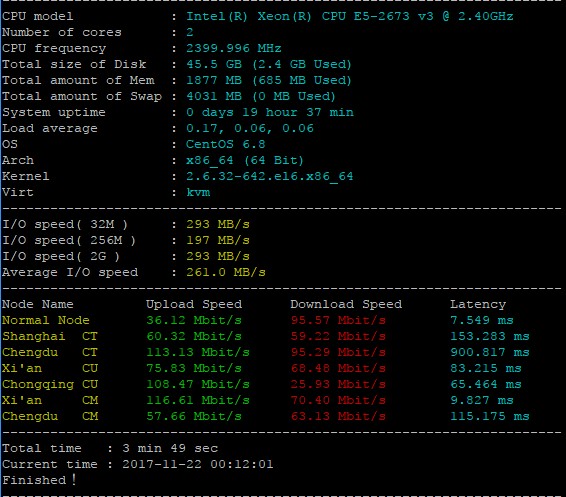 CPU model            : Intel(R) Xeon(R) CPU E5-2673 v3 @ 2.40GHz
Number of cores      : 2
CPU frequency        : 2399.996 MHz
Total size of Disk   : 45.5 GB (2.4 GB Used)
Total amount of Mem  : 1877 MB (685 MB Used)
Total amount of Swap : 4031 MB (0 MB Used)
System uptime        : 0 days 19 hour 37 min
Load average         : 0.17, 0.06, 0.06
OS                   : CentOS 6.8
Arch                 : x86_64 (64 Bit)
Kernel               : 2.6.32-642.el6.x86_64
Virt                 : kvm
I/O speed( 32M )     : 293 MB/s
I/O speed( 256M )    : 197 MB/s
I/O speed( 2G )      : 293 MB/s
Average I/O speed    : 261.0 MB/s
Node Name         Upload Speed      Download Speed      Latency
Normal Node       36.12 Mbit/s      95.57 Mbit/s        7.549 ms
Shanghai  CT      60.32 Mbit/s      59.22 Mbit/s        153.283 ms
Chengdu   CT      113.13 Mbit/s     95.29 Mbit/s        900.817 ms
Xi'an     CU      75.83 Mbit/s      68.48 Mbit/s        83.215 ms
Chongqing CU      108.47 Mbit/s     25.93 Mbit/s        65.464 ms
Xi'an     CM      116.61 Mbit/s     70.40 Mbit/s        9.827 ms
Chengdu   CM      57.66 Mbit/s      63.13 Mbit/s        115.175 ms
Total time   : 3 min 49 sec
Current time : 2017-11-22 00:12:01
Finished！